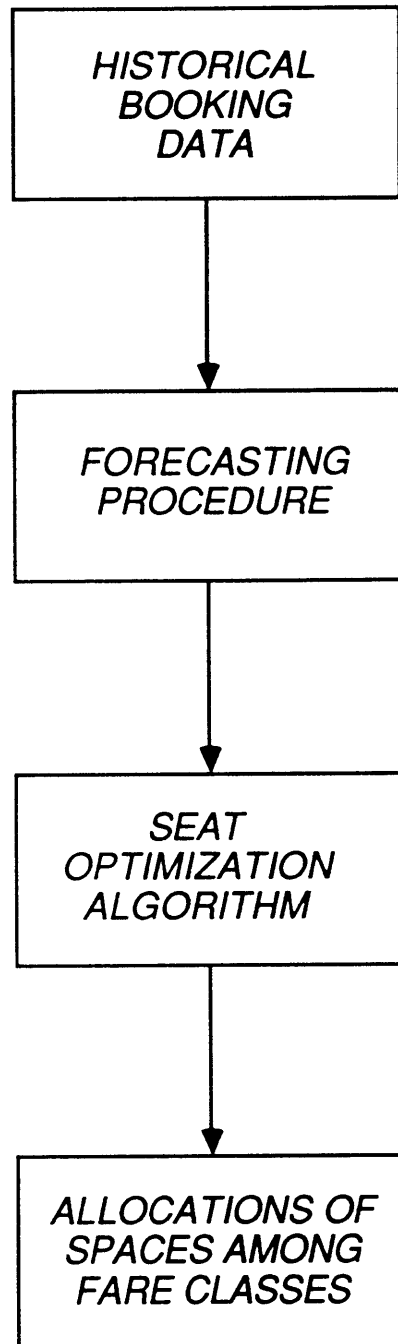 HISTORICAL
BOOKING
DATA
FORECASTING
PROCEDURE
SEAT
OPTIMIZATION
ALGORITHM
ALLOCATIONS OF
SPACES AMONG
FARE CLASSES